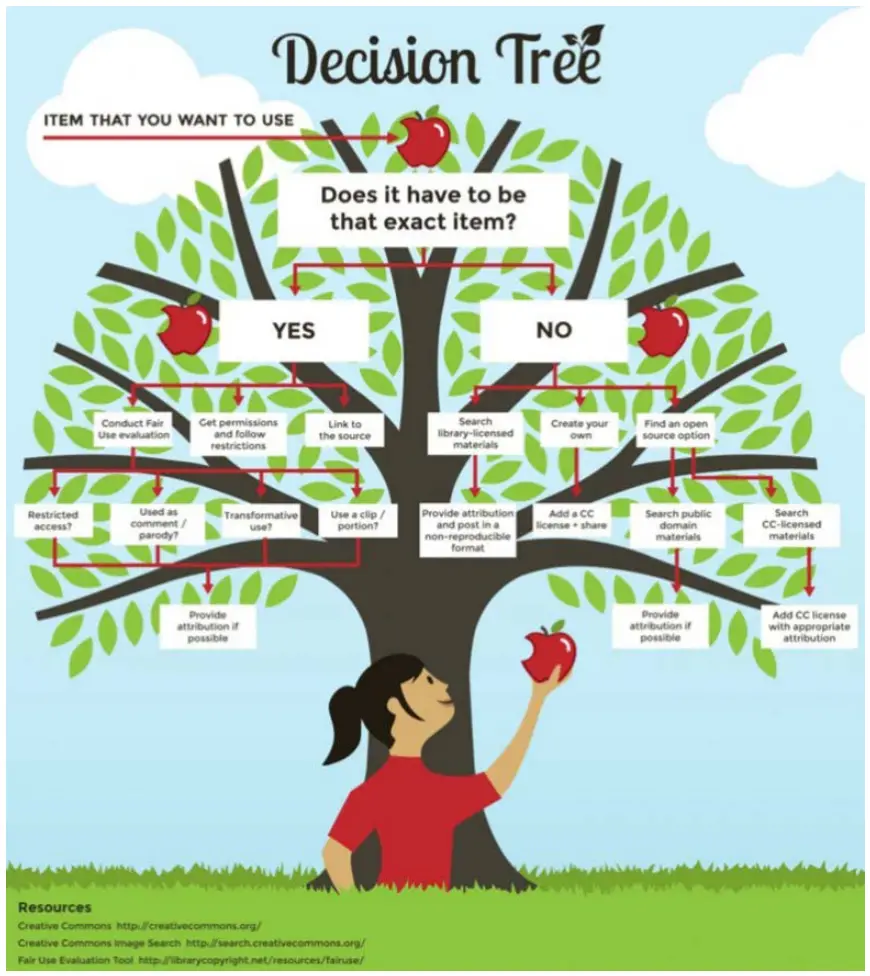 Decision Tree
ITEM THAT YOU WANT TO USE
Does it have to be
that exact item?
YES
NO
Conduct Fair
Use evaluation
Get permissions
and follow
restrictions
Link to
the source
Search
library-licensed
materials
Create your
own
Find an open
source option
Restricted
access?
Used as
comment /
parody?
Transformative
use?
Use a clip /
portion?
Provide attribution
and post in a
non-reproducible
format
Add a CC
license + share
Search public
domain
materials
Search
CC-licensed
materials
Provide
attribution if
possible
Provide
attribution if
possible
Add CC license
with appropriate
attribution
Resources
Creative Commons http://creativecommons.org/
Creative Commons Image Search http://search.creativecommons.org/
Fair Use Evaluation Tool http://librarycopyright.net/resources/fairuse/